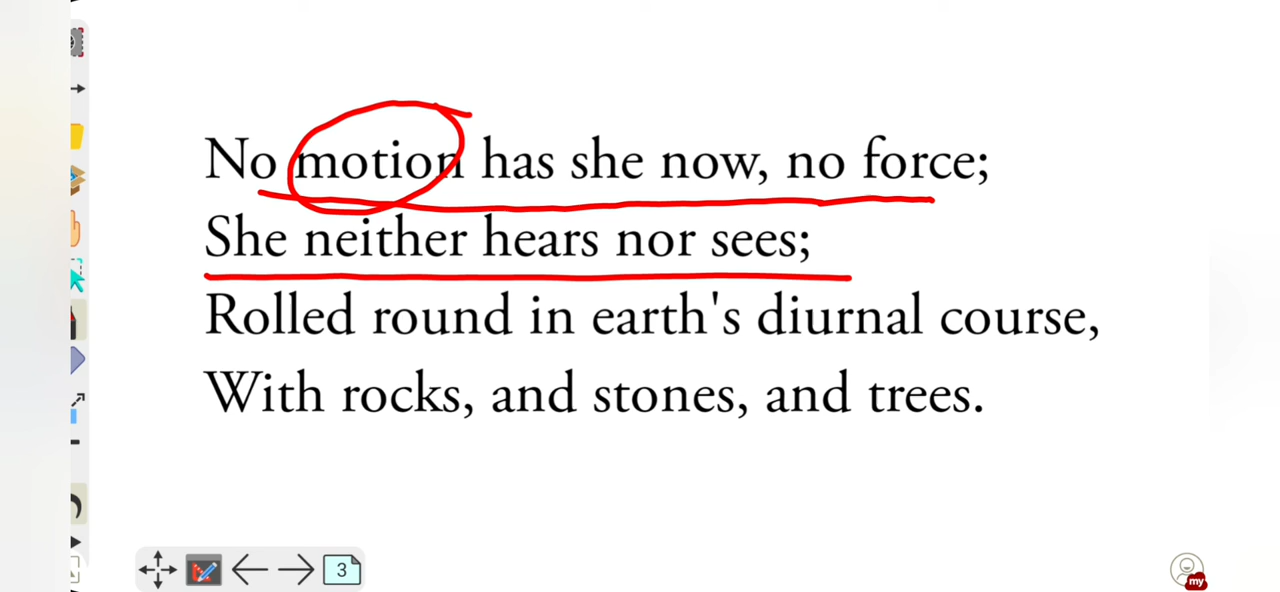 No motion has she now, no force;
She neither hears nor sees;
Rolled round in earth's diurnal course,
With rocks, and stones, and trees.
3
my